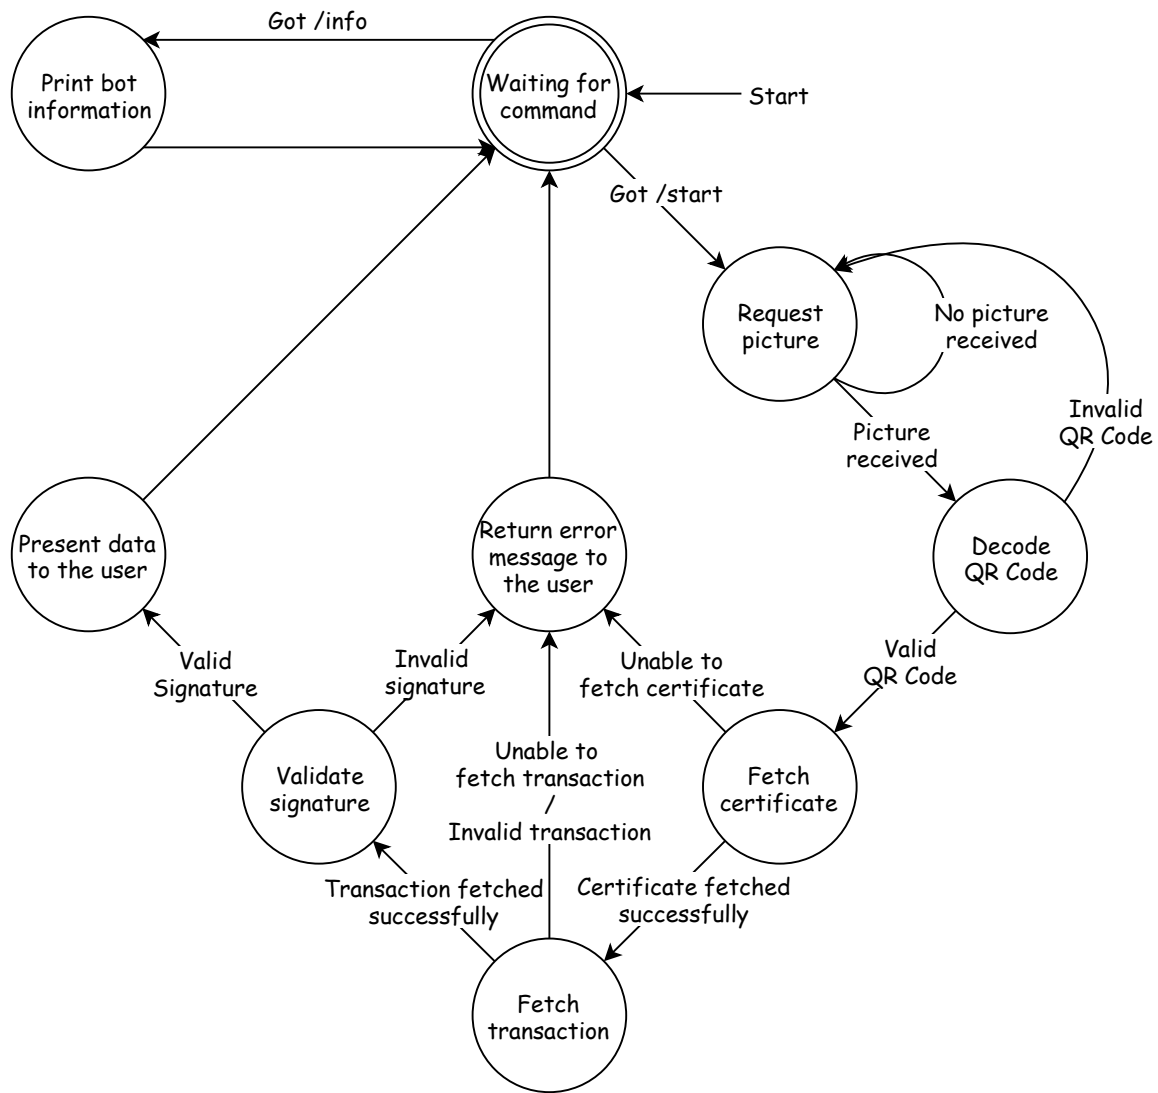 Got /info
Print bot
information
Waiting for
command
Start
Got /start
Request
picture
No picture
received
Invalid
QR Code
Picture
received
Present data
to the user
Return error
message to
the user
Decode
QR Code
Valid
Signature
Invalid
signature
Unable to
fetch certificate
Valid
QR Code
Validate
signature
Unable to
fetch transaction
/
Invalid transaction
Fetch
certificate
Transaction fetched
successfully
Certificate fetched
successfully
Fetch
transaction